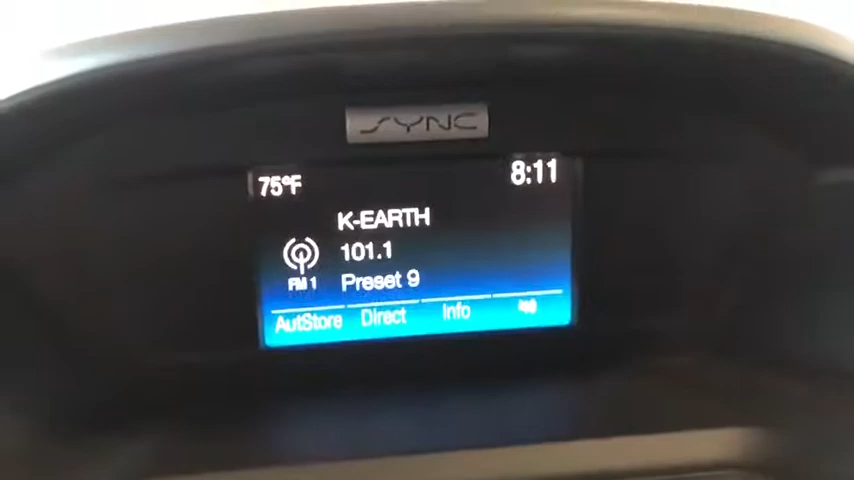 SYNC
75°F 8:11
K-EARTH
101.1
FM 1 Preset 9
AutStore Direct Info